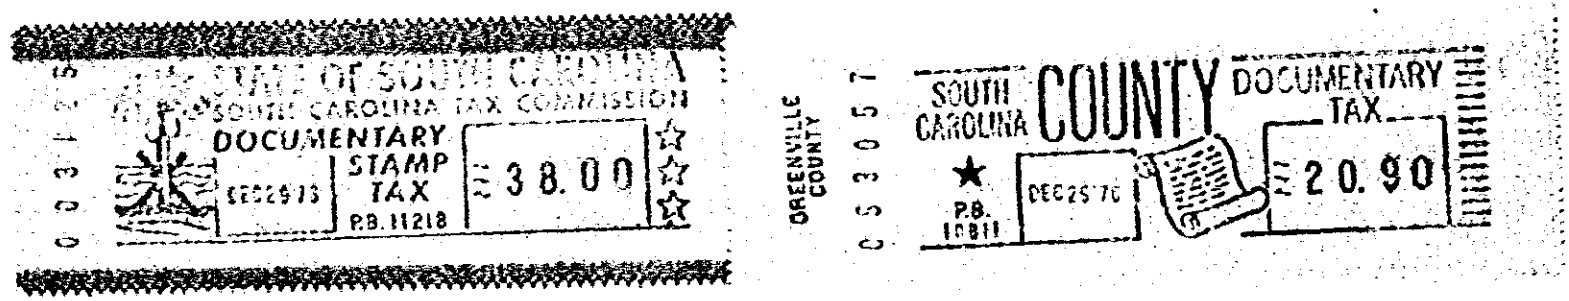 STATE OF SOUTH CAROLINA
SOUTH CAROLINA TAX COMMISSION
DOCUMENTARY
STAMP
TAX
P.B. 11218
38.00
GREENVILLE
COUNTY
053057
SOUTH
CAROLINA
COUNTY
DOCUMENTARY
TAX
P.B.
10811
20.90